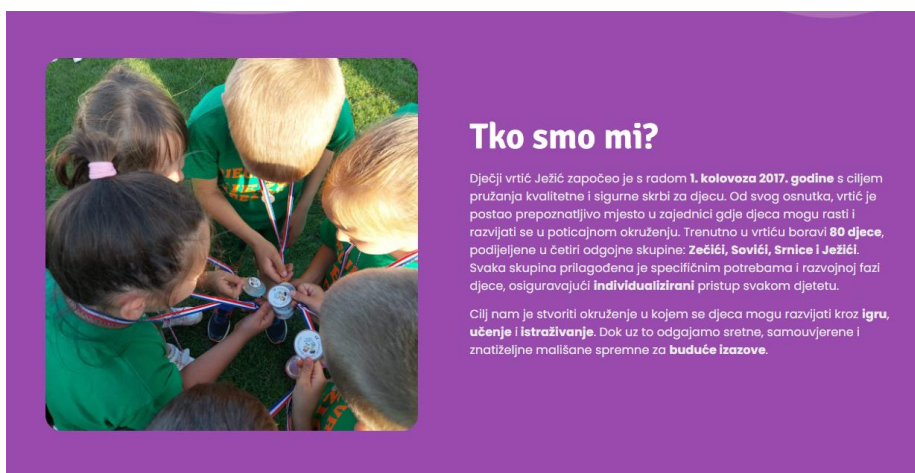 Tko smo mi?
Dječji vrtić Ježić započeo je s radom 1. kolovoza 2017. godine s ciljem
pružanja kvalitetne i sigurne skrbi za djecu. Od svog osnutka, vrtić je
postao prepoznatljivo mjesto u zajednici gdje djeca mogu rasti i
razvijati se u poticajnom okruženju. Trenutno u vrtiću boravi 80 djece,
podijeljene u četiri odgojne skupine: Zečići, Sovići, Srnice i Ježići.
Svaka skupina prilagođena je specifičnim potrebama i razvojnoj fazi
djece, osiguravajući individualizirani pristup svakom djetetu.
Cilj nam je stvoriti okruženje u kojem se djeca mogu razvijati kroz igru,
učenje i istraživanje. Dok uz to odgajamo sretne, samouvjerene i
znatiželjne mališane spremne za buduće izazove.